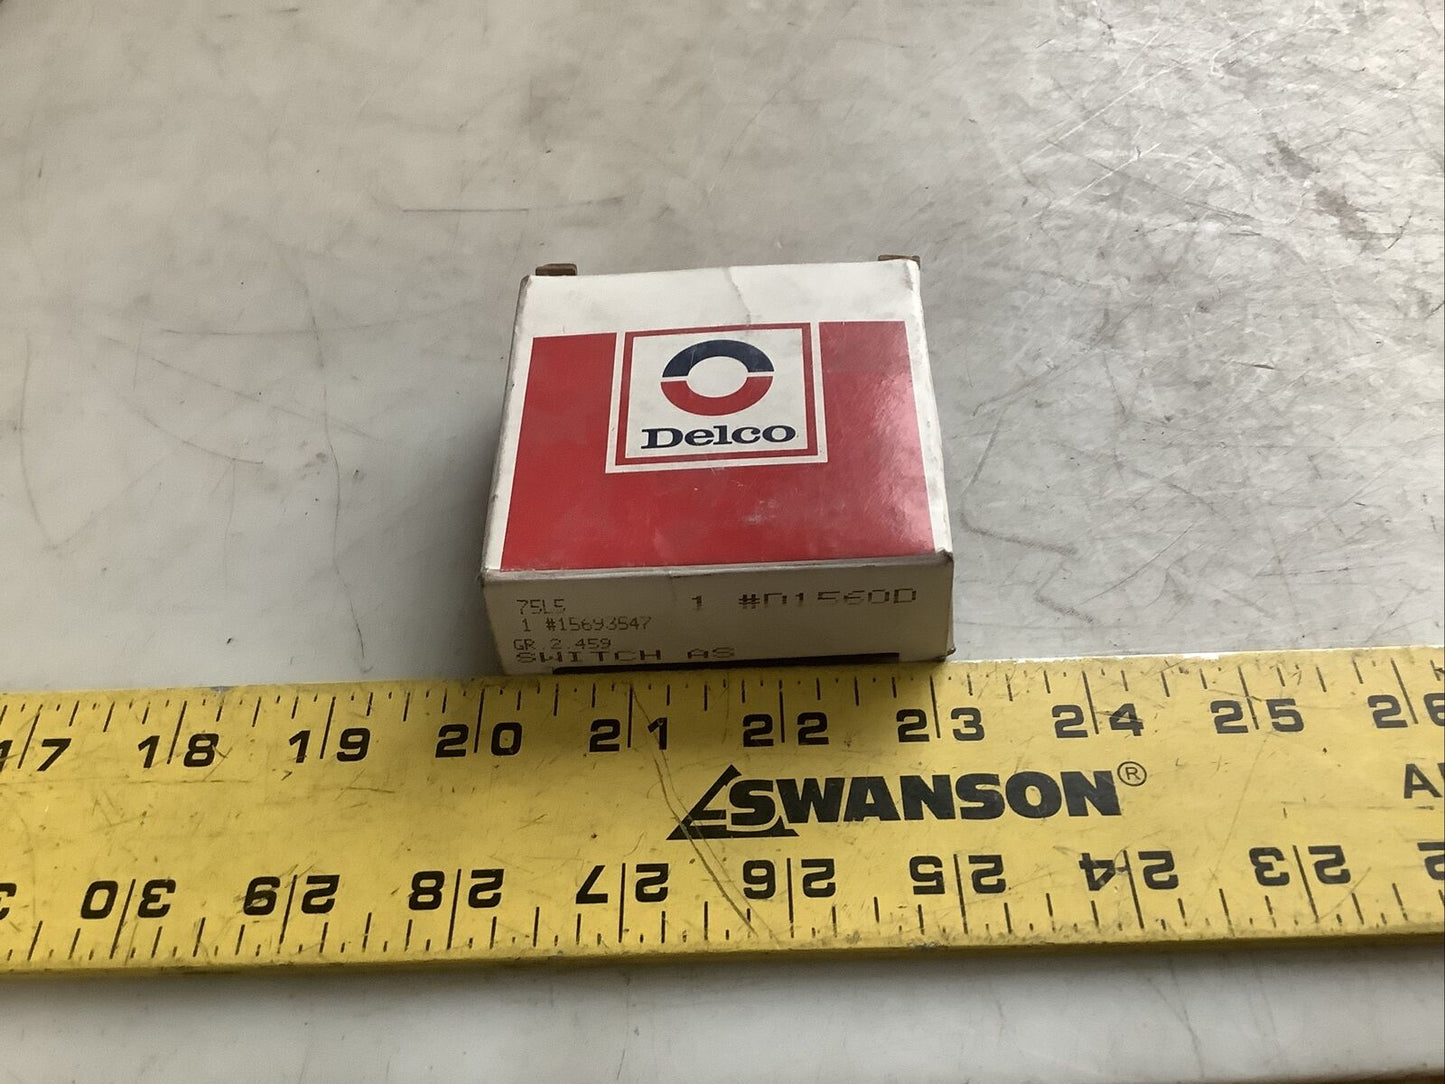 Delco
75L5 1 #D1560D
1 #15693547
GR 2.459
SWITCH AS
17 18 19 20 21 22 23 24 25 26
SWANSON®
30 29 28 27 26 25 24 23